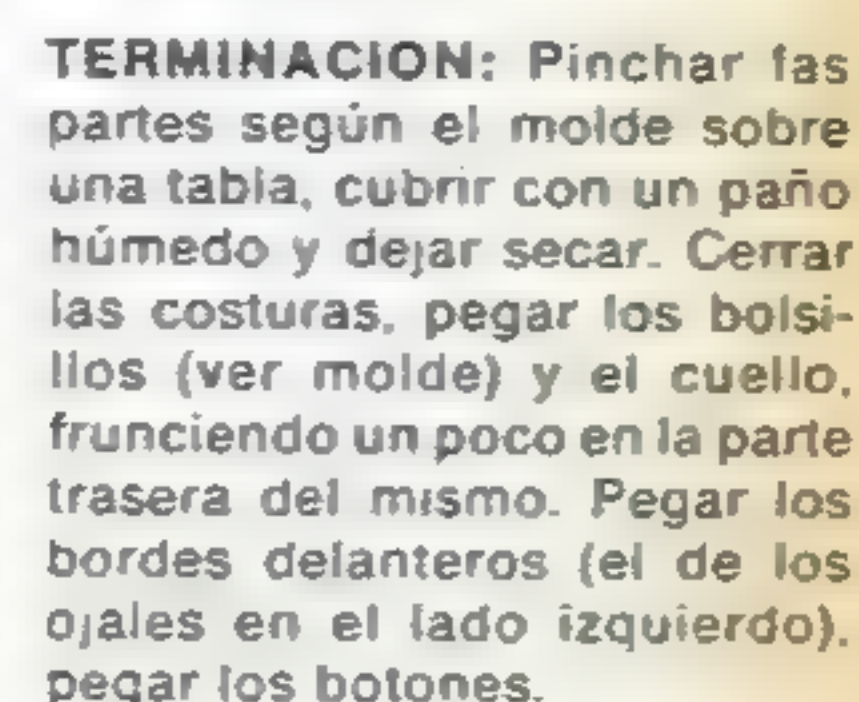 TERMINACION: Pinchar las
partes según el molde sobre
una tabla, cubrir con un paño
húmedo y dejar secar. Cerrar
las costuras, pegar los bolsi-
llos (ver molde) y el cuello,
frunciendo un poco en la parte
trasera del mismo. Pegar los
bordes delanteros (el de los
ojales en el lado izquierdo),
pegar los botones.